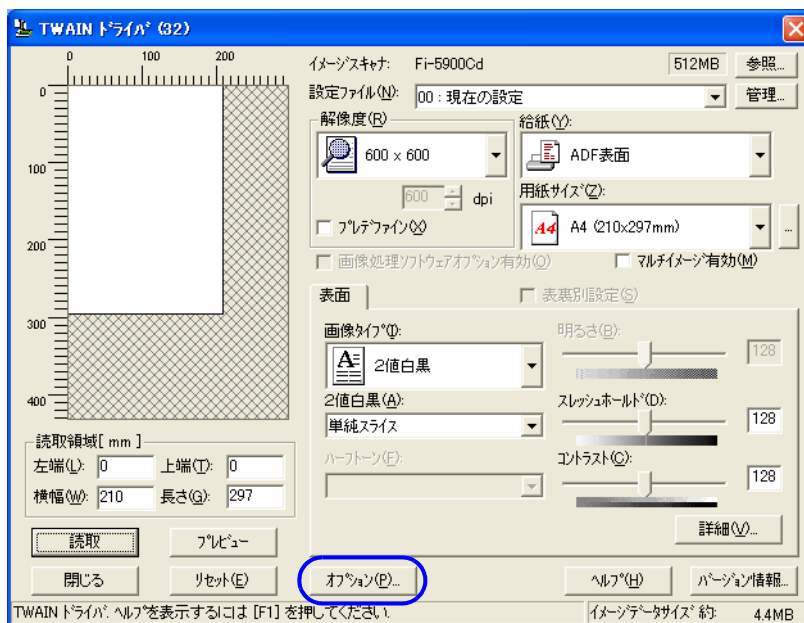 TWAIN ﾄﾞﾗｲﾊﾞ (32)
0 100 200
0
100
200
300
400
ｲﾒｰｼﾞｽｷｬﾅ: Fi-5900Cd 512MB 参照...
設定ﾌｧｲﾙ(N): 00 : 現在の設定 管理...
解像度(R) 給紙(Y):
600 x 600 ADF表面
600 dpi 用紙ｻｲｽﾞ(Z):
ﾌﾟﾚﾃﾞﾌｧｲﾝ(X) A4 A4 (210x297mm) ...
画像処理ｿﾌﾄｳｪｱｵﾌﾟｼｮﾝ有効(O) ﾏﾙﾁｲﾒｰｼﾞ有効(M)
表面 表裏別設定(S)
画像ﾀｲﾌﾟ(I): 明るさ(B):
A 2値白黒 128
2値白黒(A): ｽﾚｯｼｭﾎｰﾙﾄﾞ(D):
単純ｽﾗｲｽ 128
ﾊｰﾌﾄｰﾝ(F): ｺﾝﾄﾗｽﾄ(C):
128
詳細(V)...
読取領域[ mm ]
左端(L): 0 上端(T): 0
横幅(W): 210 長さ(G): 297
読取 ﾌﾟﾚﾋﾞｭｰ
閉じる ﾘｾｯﾄ(E) ｵﾌﾟｼｮﾝ(P)... ﾍﾙﾌﾟ(H) ﾊﾞｰｼﾞｮﾝ情報...
TWAIN ﾄﾞﾗｲﾊﾞ. ﾍﾙﾌﾟを表示するには [F1] を押してください. ｲﾒｰｼﾞﾃﾞｰﾀｻｲｽﾞ 約: 4.4MB